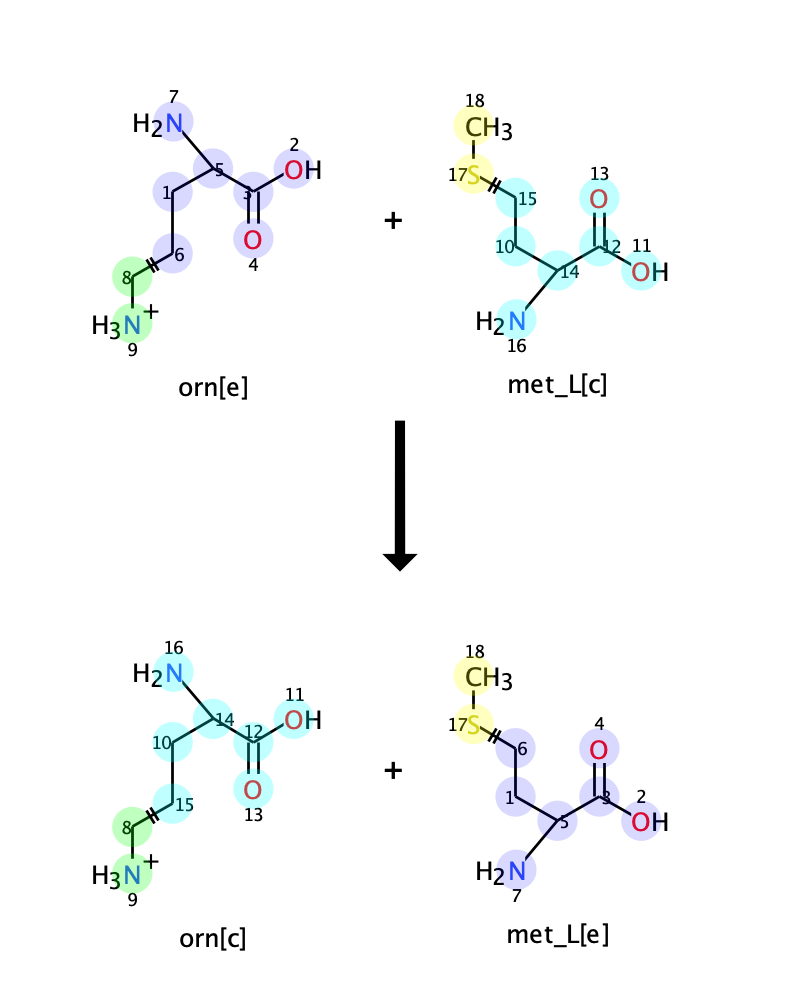 7 18
H2N CH3
2 13
5 OH 17 S O
1 3 15
O 10 12 11
6 4 14 OH
8 +
H3N+ H2N
9 16
orn[e] met_L[c]
16 18
H2N CH3
11 4
14 OH 17 S O
10 12 6
O 1 3 2
15 13 5 OH
8 +
H3N+ H2N
9 7
orn[c] met_L[e]